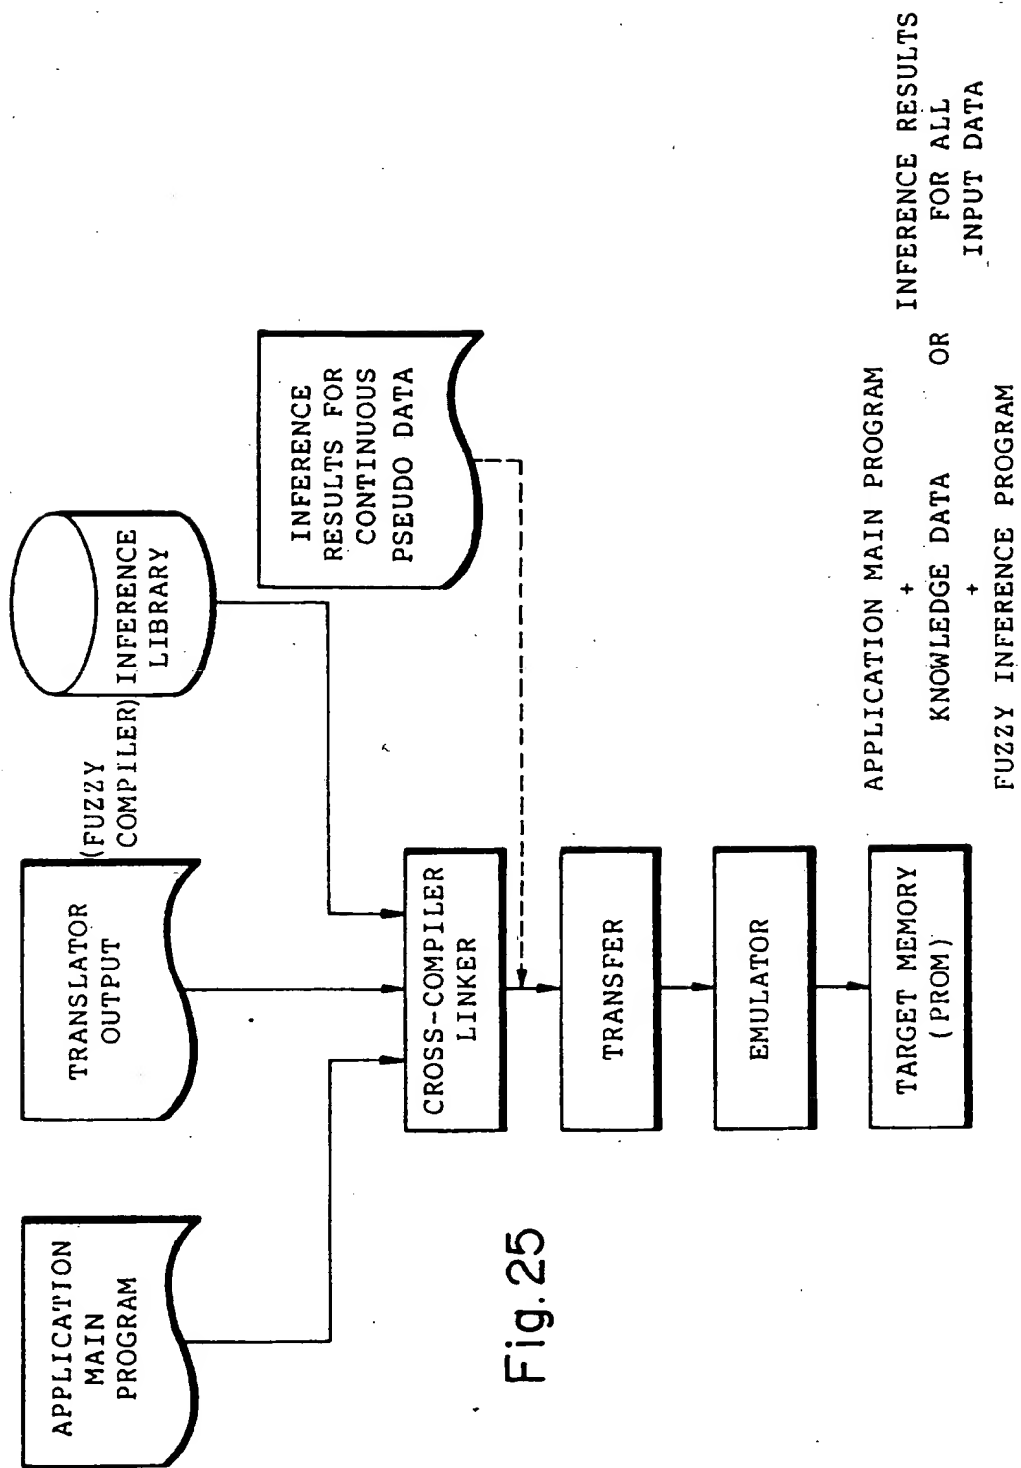 APPLICATION
MAIN
PROGRAM
TRANSLATOR
OUTPUT
(FUZZY
COMPILER)
INFERENCE
LIBRARY
INFERENCE
RESULTS FOR
CONTINUOUS
PSEUDO DATA
CROSS-COMPILER
LINKER
TRANSFER
EMULATOR
TARGET MEMORY
(PROM)
APPLICATION MAIN PROGRAM
+
KNOWLEDGE DATA
+
FUZZY INFERENCE PROGRAM
OR
INFERENCE RESULTS
FOR ALL
INPUT DATA
Fig.25